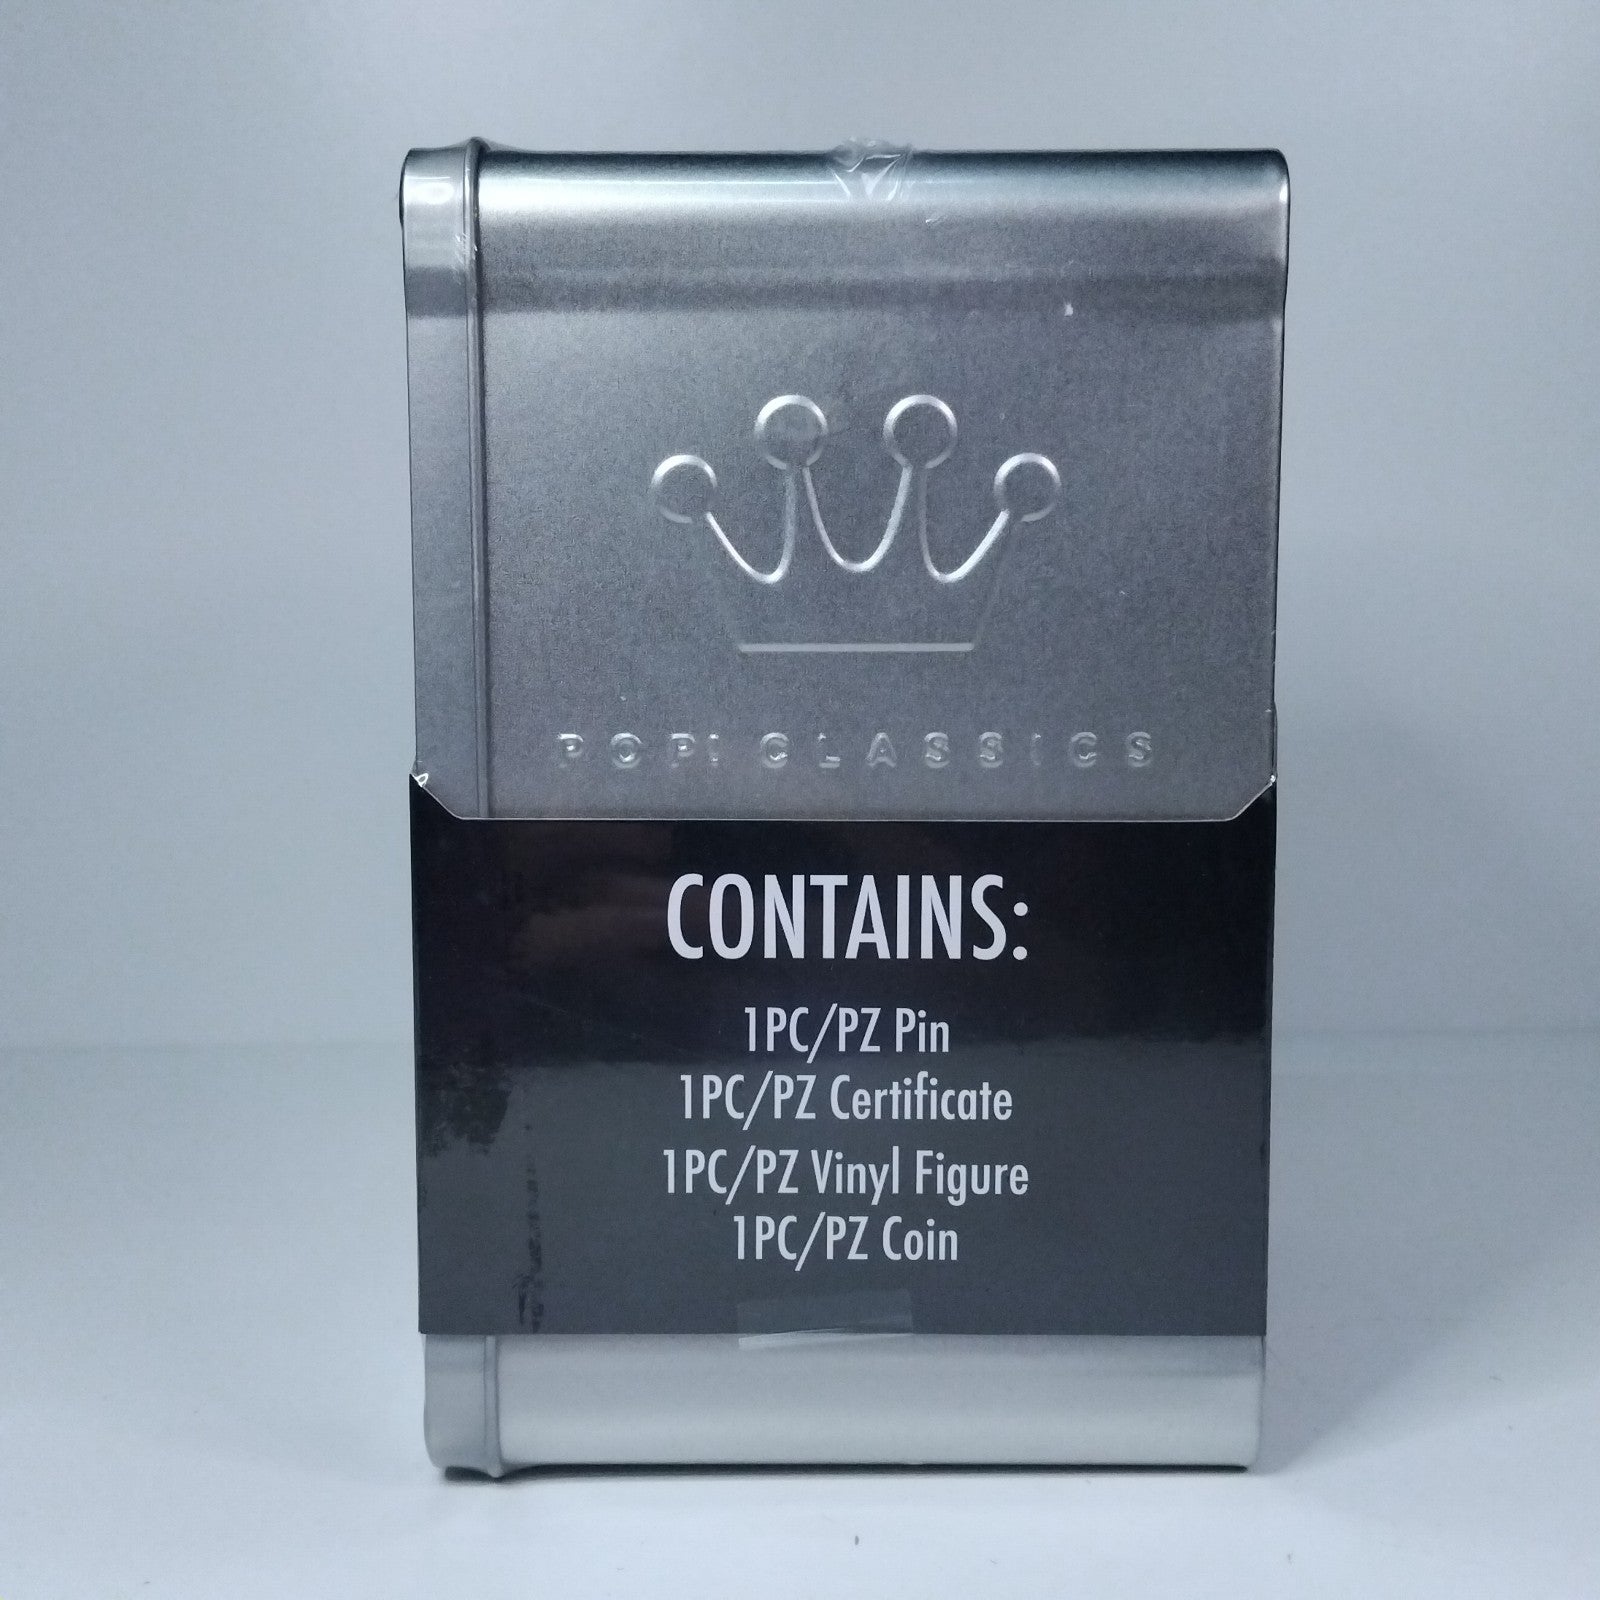 POP! CLASSICS
CONTAINS:
1PC/PZ Pin
1PC/PZ Certificate
1PC/PZ Vinyl Figure
1PC/PZ Coin